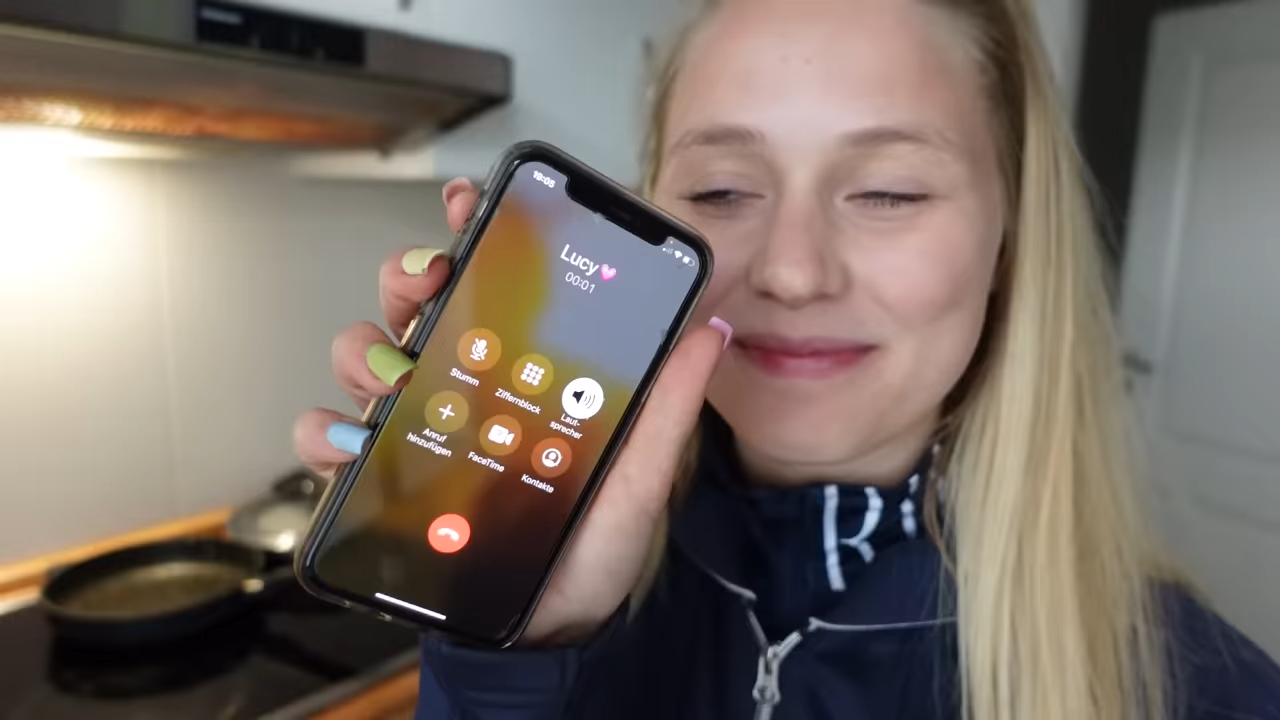 18:05
Lucy💗
00:01
Stumm
Ziffernblock
Laut-
sprecher
Anruf
hinzufügen
FaceTime
Kontakte